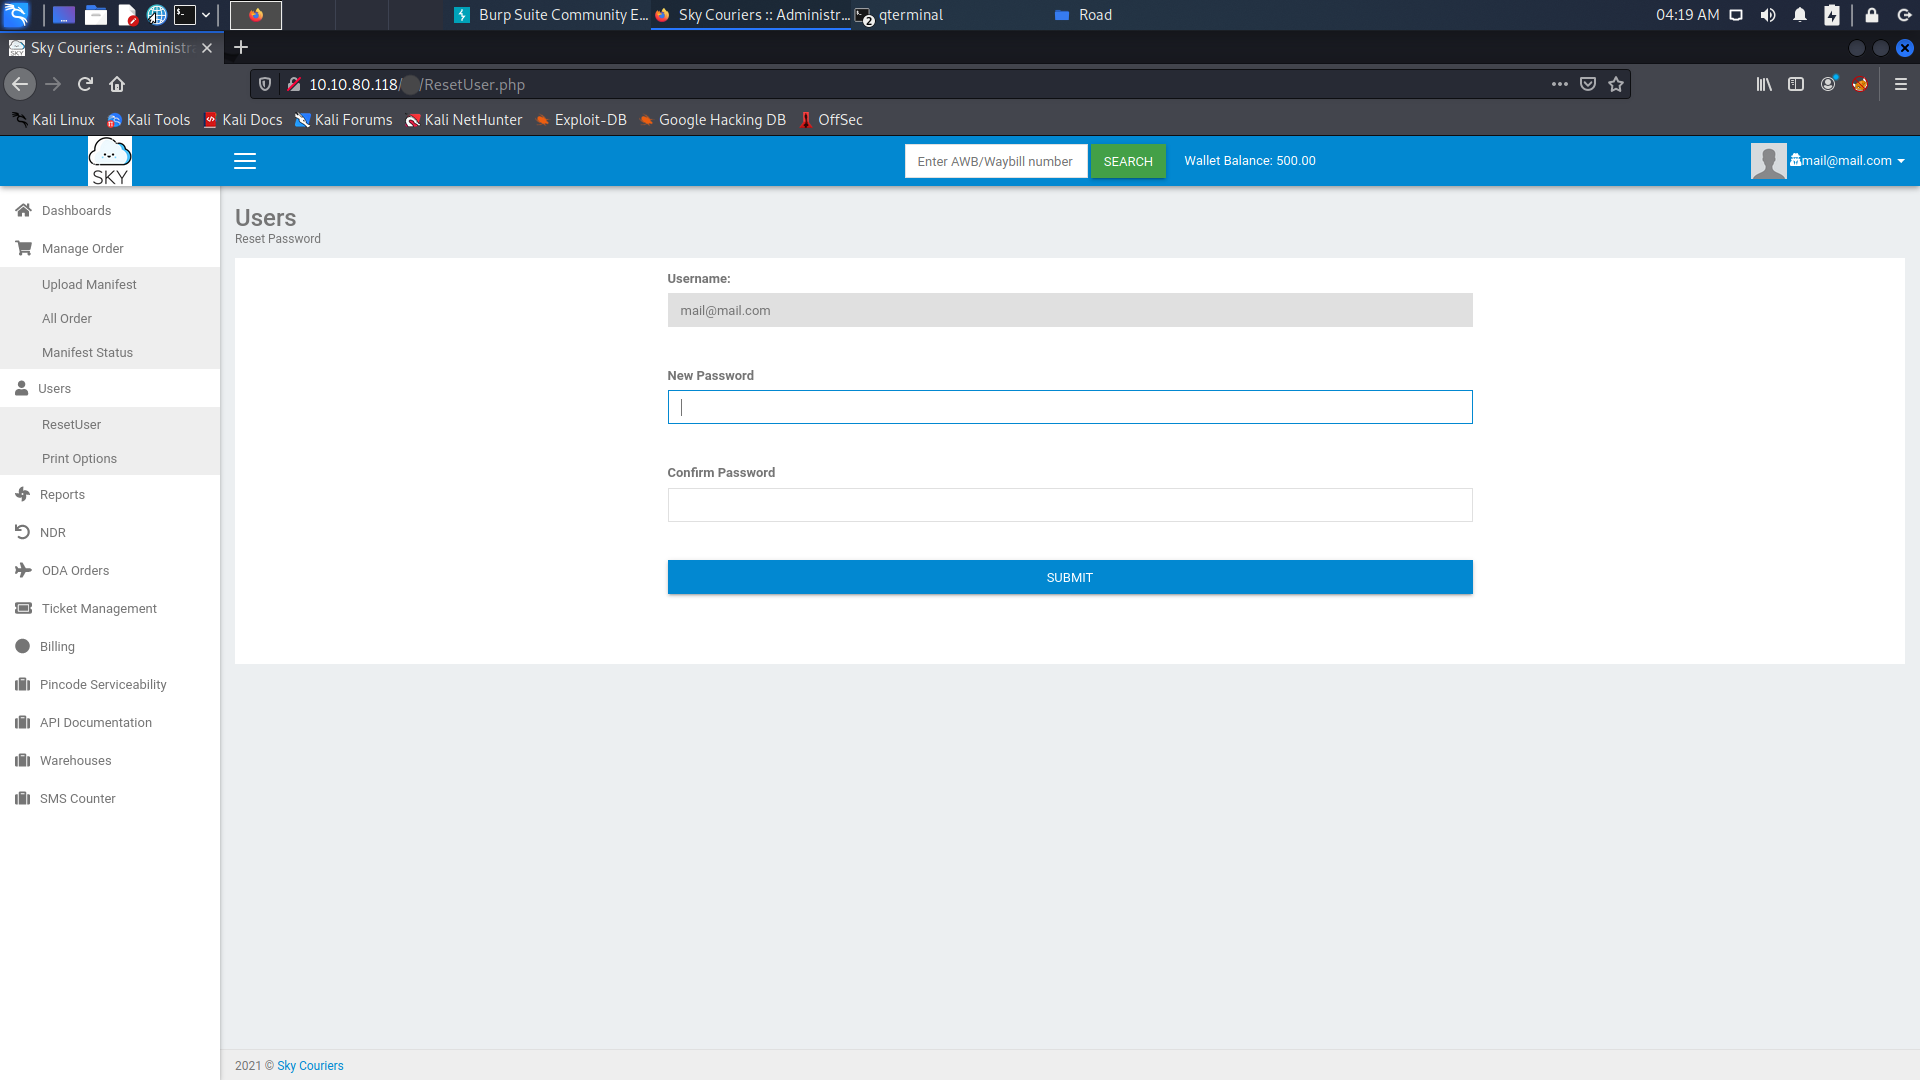 Burp Suite Community E...
Sky Couriers :: Administr...
2
qterminal
Road
04:19 AM
Sky Couriers :: Administr
10.10.80.118/ /ResetUser.php
Kali Linux
Kali Tools
Kali Docs
Kali Forums
Kali NetHunter
Exploit-DB
Google Hacking DB
OffSec
SKY
Enter AWB/Waybill number
SEARCH
Wallet Balance: 500.00
mail@mail.com
Dashboards
Manage Order
Upload Manifest
All Order
Manifest Status
Users
ResetUser
Print Options
Reports
NDR
ODA Orders
Ticket Management
Billing
Pincode Serviceability
API Documentation
Warehouses
SMS Counter
Users
Reset Password
Username:
mail@mail.com
New Password
Confirm Password
SUBMIT
2021 © Sky Couriers